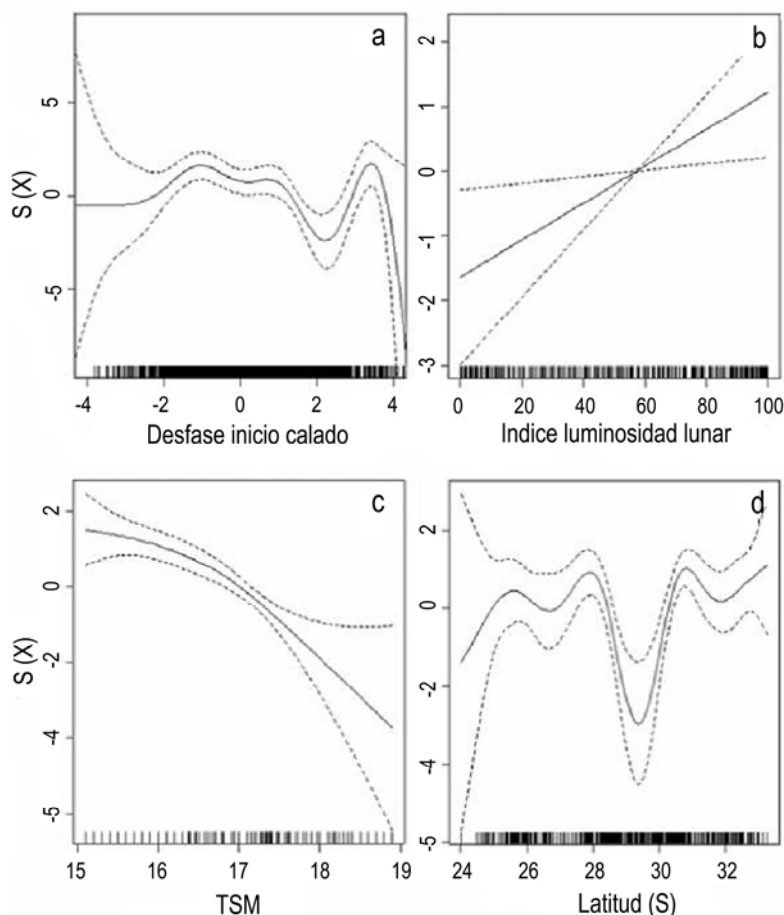 a
5
0
-5
S (X)
-4 -2 0 2 4
Desfase inicio calado
b
2
1
0
-1
-2
-3
0 20 40 60 80 100
Indice luminosidad lunar
c
2
0
-2
-4
-5
S (X)
15 16 17 18 19
TSM
d
2
0
-2
-4
-5
24 26 28 30 32
Latitud (S)